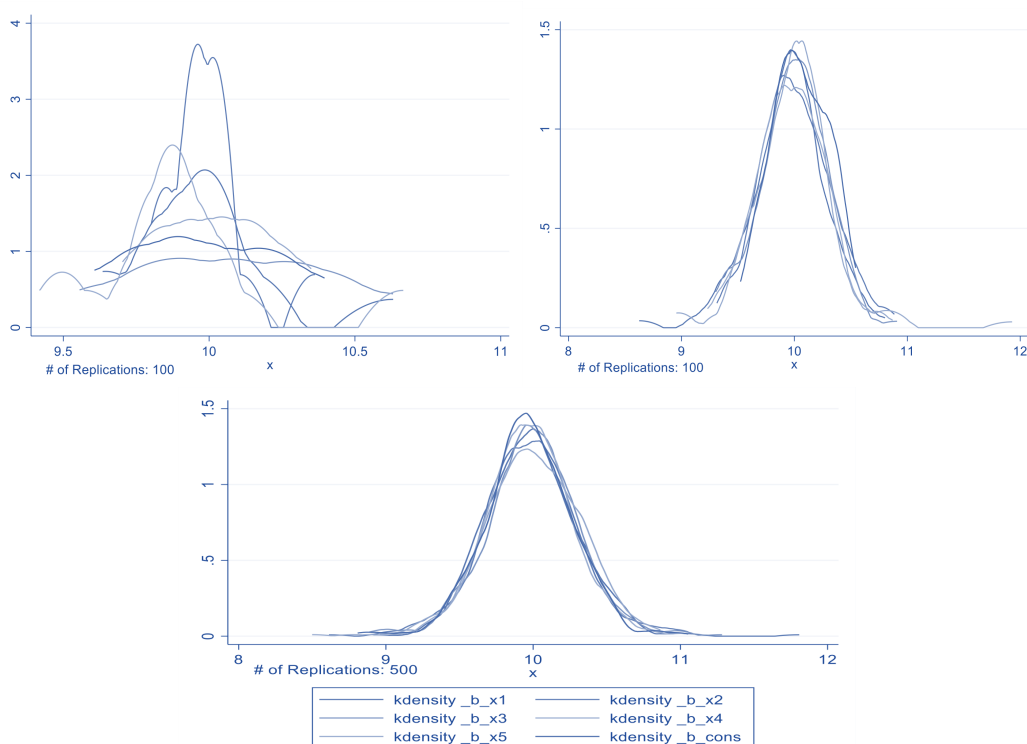 4
3
2
1
0
9.5 10 10.5 11
x
# of Replications: 100
1.5
1
.5
0
8 9 10 11 12
x
# of Replications: 100
1.5
1
.5
0
8 9 10 11 12
x
# of Replications: 500
kdensity _b_x1 kdensity _b_x2
kdensity _b_x3 kdensity _b_x4
kdensity _b_x5 kdensity _b_cons